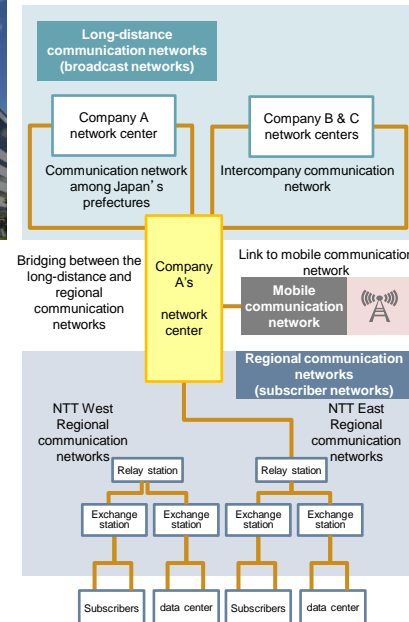 Long-distance
communication networks
(broadcast networks)
Company A
network center
Company B & C
network centers
Communication network
among Japan's
prefectures
Intercompany communication
network
Bridging between the
long-distance and
regional
communication
networks
Company
A's
network
center
Link to mobile communication
network
Mobile
communication
network
Regional communication
networks
(subscriber networks)
NTT West
Regional
communication
networks
NTT East
Regional
communication
networks
Relay station
Relay station
Exchange
station
Exchange
station
Exchange
station
Exchange
station
Subscribers
data center
Subscribers
data center